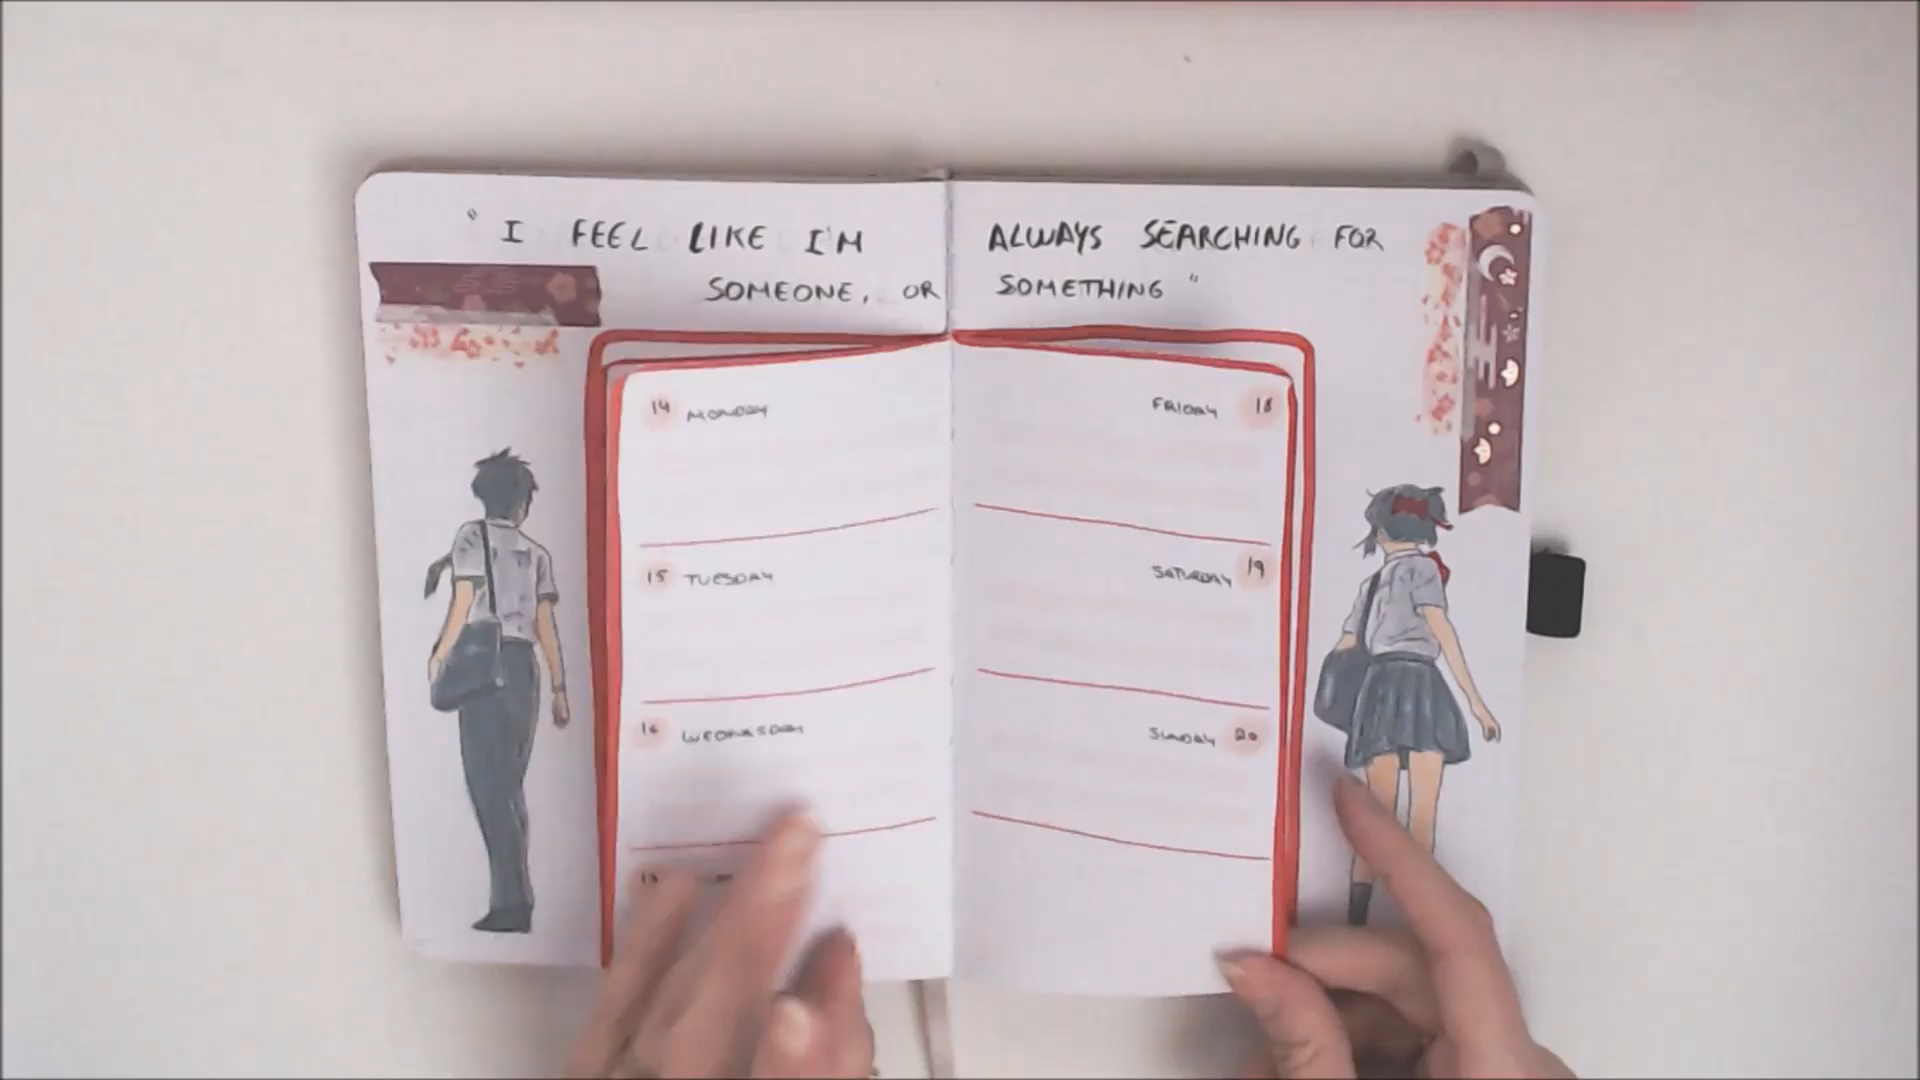 " I FEEL LIKE I'M ALWAYS SEARCHING FOR
SOMEONE, OR SOMETHING "
14 MONDAY
15 TUESDAY
16 WEDNESDAY
FRIDAY 18
SATURDAY 19
SUNDAY 20